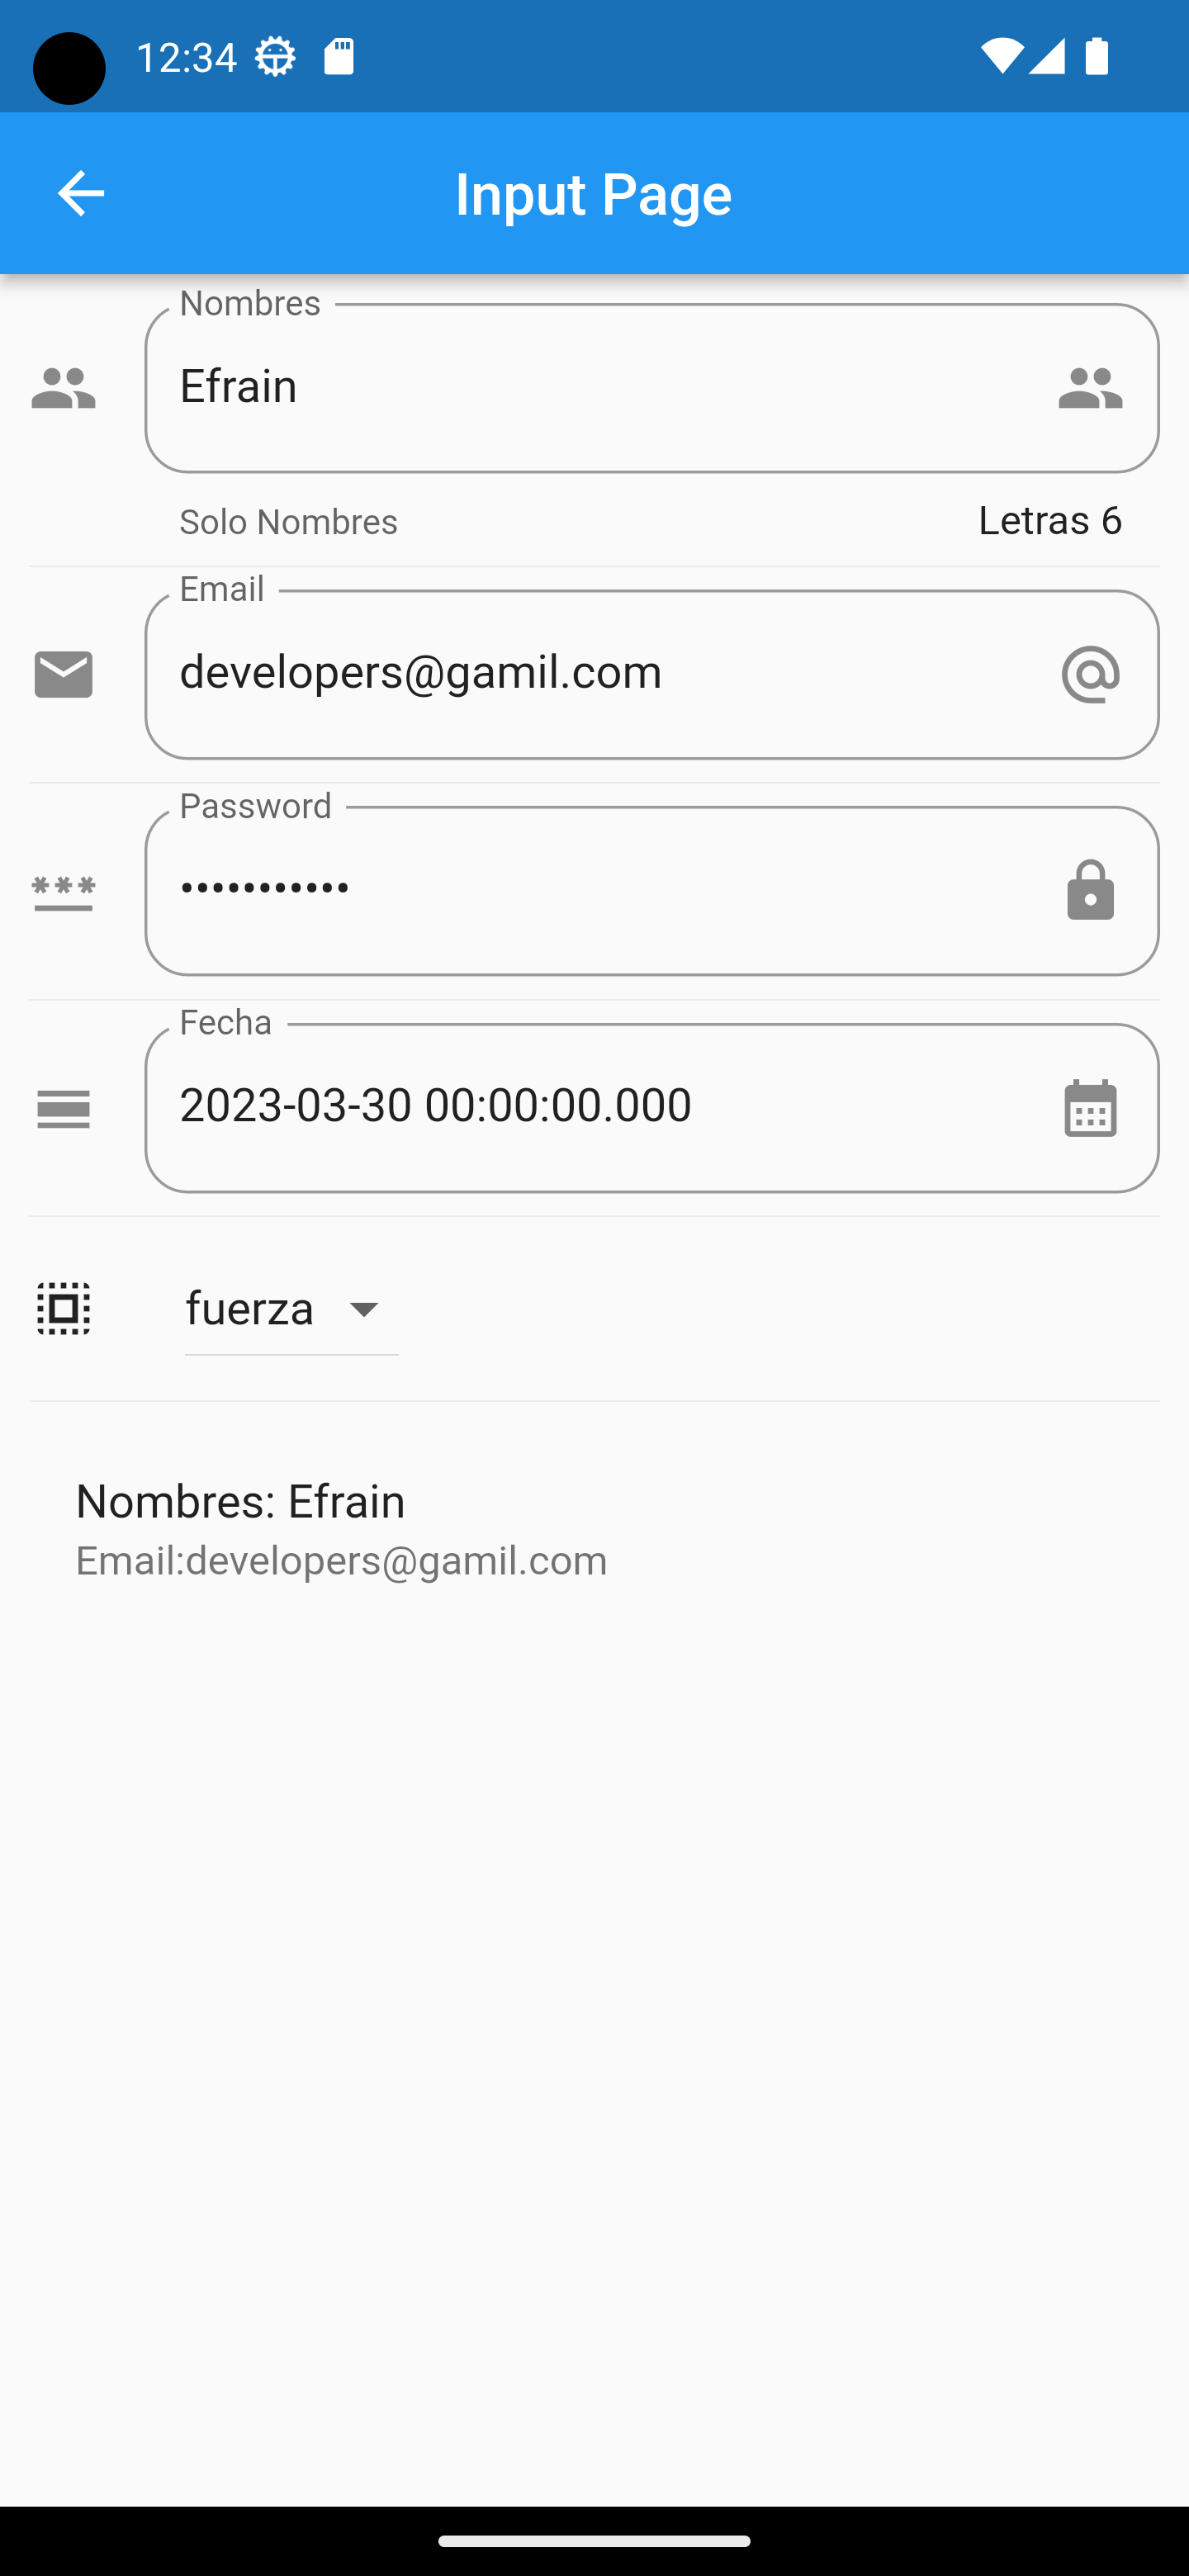 12:34
Input Page
Nombres
Efrain
Solo Nombres Letras 6
Email
developers@gamil.com
Password
•••••••••••
Fecha
2023-03-30 00:00:00.000
fuerza
Nombres: Efrain
Email:developers@gamil.com